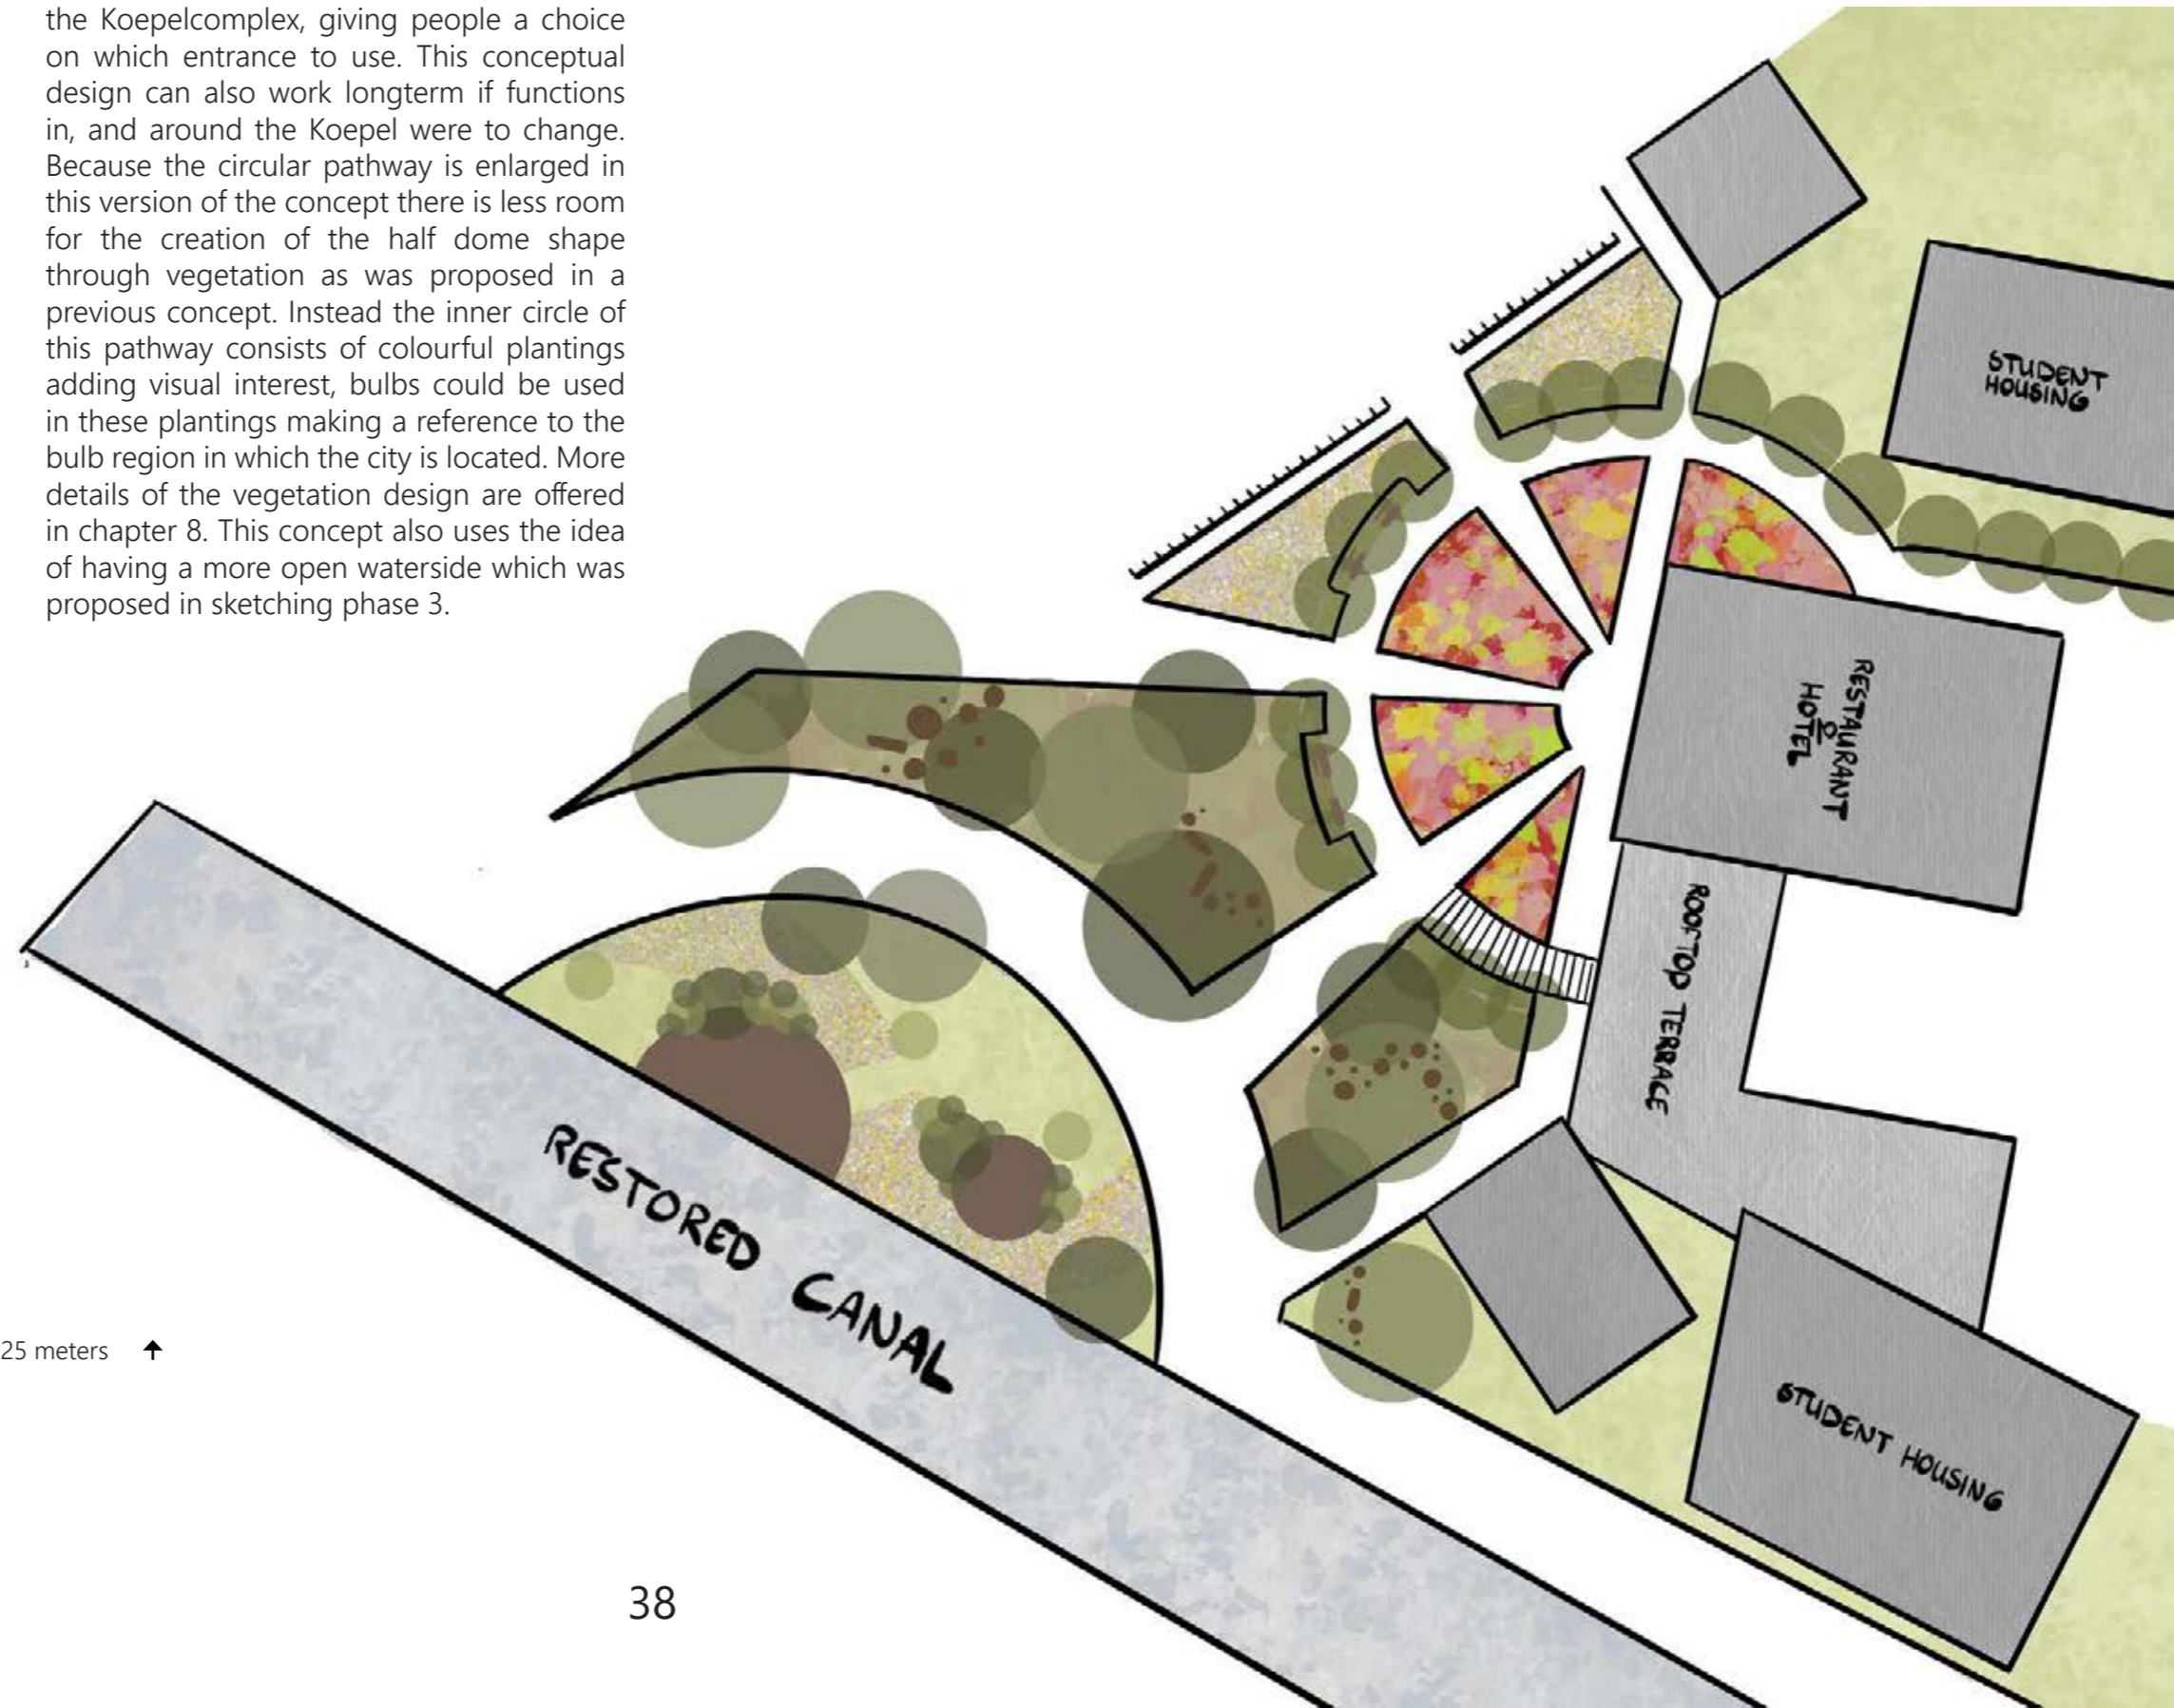 the Koepelcomplex, giving people a choice
on which entrance to use. This conceptual
design can also work longterm if functions
in, and around the Koepel were to change.
Because the circular pathway is enlarged in
this version of the concept there is less room
for the creation of the half dome shape
through vegetation as was proposed in a
previous concept. Instead the inner circle of
this pathway consists of colourful plantings
adding visual interest, bulbs could be used
in these plantings making a reference to the
bulb region in which the city is located. More
details of the vegetation design are offered
in chapter 8. This concept also uses the idea
of having a more open waterside which was
proposed in sketching phase 3.
STUDENT
HOUSING
RESTAURANT
&
HOTEL
ROOFTOP TERRACE
RESTORED CANAL
STUDENT HOUSING
25 meters
38